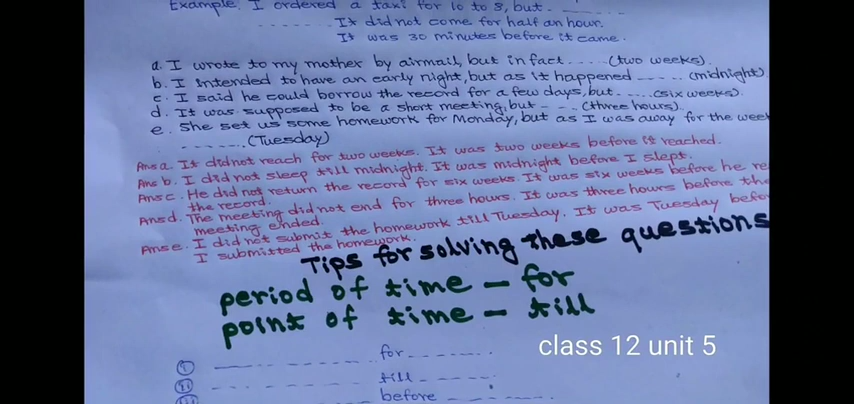 Example. I ordered a taxi for 10 to 8, but- ......
........ It did not come for half an hour.
It was 30 minutes before it came.
a. I wrote to my mother by airmail, but in fact .....(two weeks).
b. I intended to have an early night, but as it happened ..... (midnight)
c. I said he could borrow the record for a few days, but .....(six weeks).
d. It was supposed to be a short meeting, but - - .. (three hours).
e. She set us some homework for Monday, but as I was away for the week
........ (Tuesday)
Ans a. It did not reach for two weeks. It was two weeks before it reached.
Ans b. I did not sleep till midnight. It was midnight before I slept.
Ans c. He did not return the record for six weeks. It was six weeks before he re
the record.
Ans d. The meeting did not end for three hours. It was three hours before the
meeting ended.
Ans e. I did not submit the homework till Tuesday. It was Tuesday befor
I submitted the homework.
Tips for solving these questions
period of time - for
point of time - till
class 12 unit 5
(i) - - - - - - - - for - - - - - -
(ii) - - - - - - - - till - - - - -
(iii) - - - - - - - - before - - - - - -